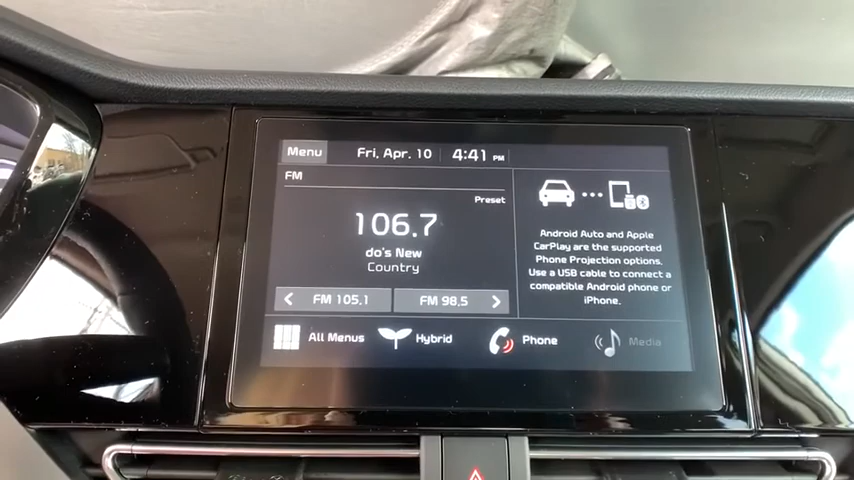 Menu Fri, Apr. 10 4:41 PM
FM
Preset
106.7
do's New
Country
FM 105.1 FM 98.5
Android Auto and Apple
CarPlay are the supported
Phone Projection options.
Use a USB cable to connect a
compatible Android phone or
iPhone.
All Menus Hybrid Phone Media